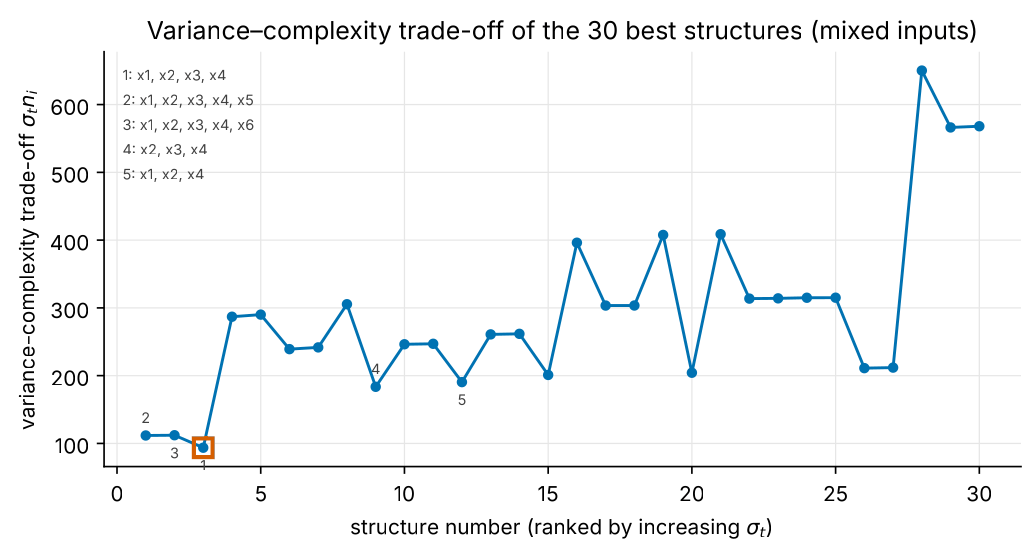 Variance–complexity trade-off of the 30 best structures (mixed inputs)
variance–complexity trade-off σₜnᵢ
600
500
400
300
200
100
1: x1, x2, x3, x4
2: x1, x2, x3, x4, x5
3: x1, x2, x3, x4, x6
4: x2, x3, x4
5: x1, x2, x4
2
3
1
4
5
0 5 10 15 20 25 30
structure number (ranked by increasing σₜ)